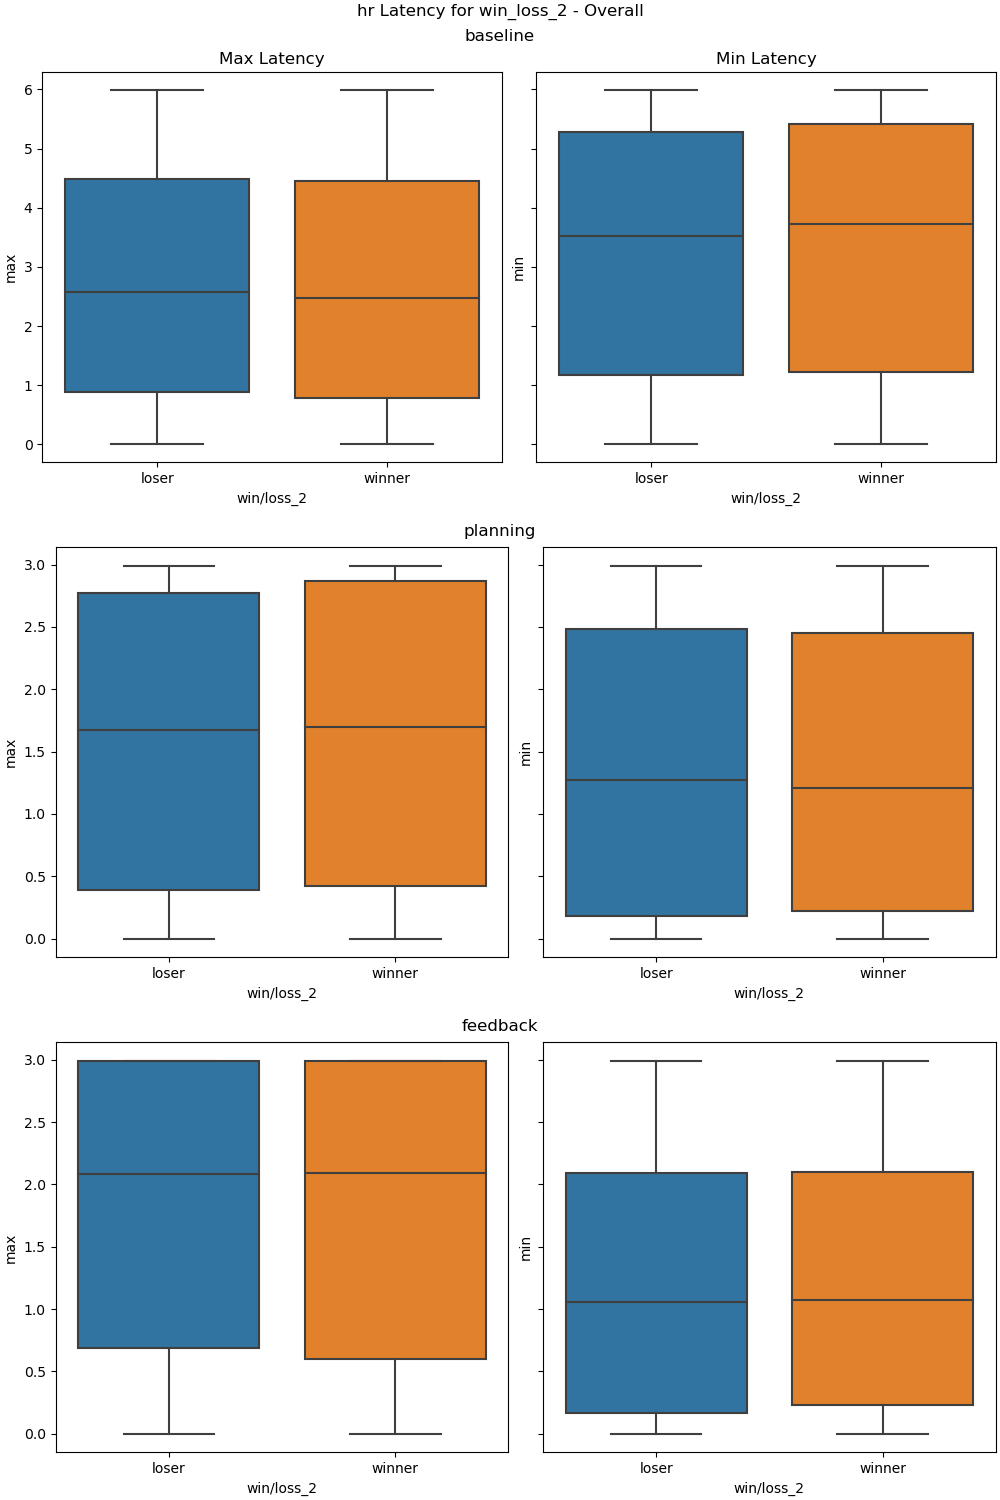 hr Latency for win_loss_2 - Overall
baseline
Max Latency
Min Latency
6
5
4
3
2
1
0
max
min
loser
winner
win/loss_2
loser
winner
win/loss_2
planning
3.0
2.5
2.0
1.5
1.0
0.5
0.0
max
min
loser
winner
win/loss_2
loser
winner
win/loss_2
feedback
3.0
2.5
2.0
1.5
1.0
0.5
0.0
max
min
loser
winner
win/loss_2
loser
winner
win/loss_2